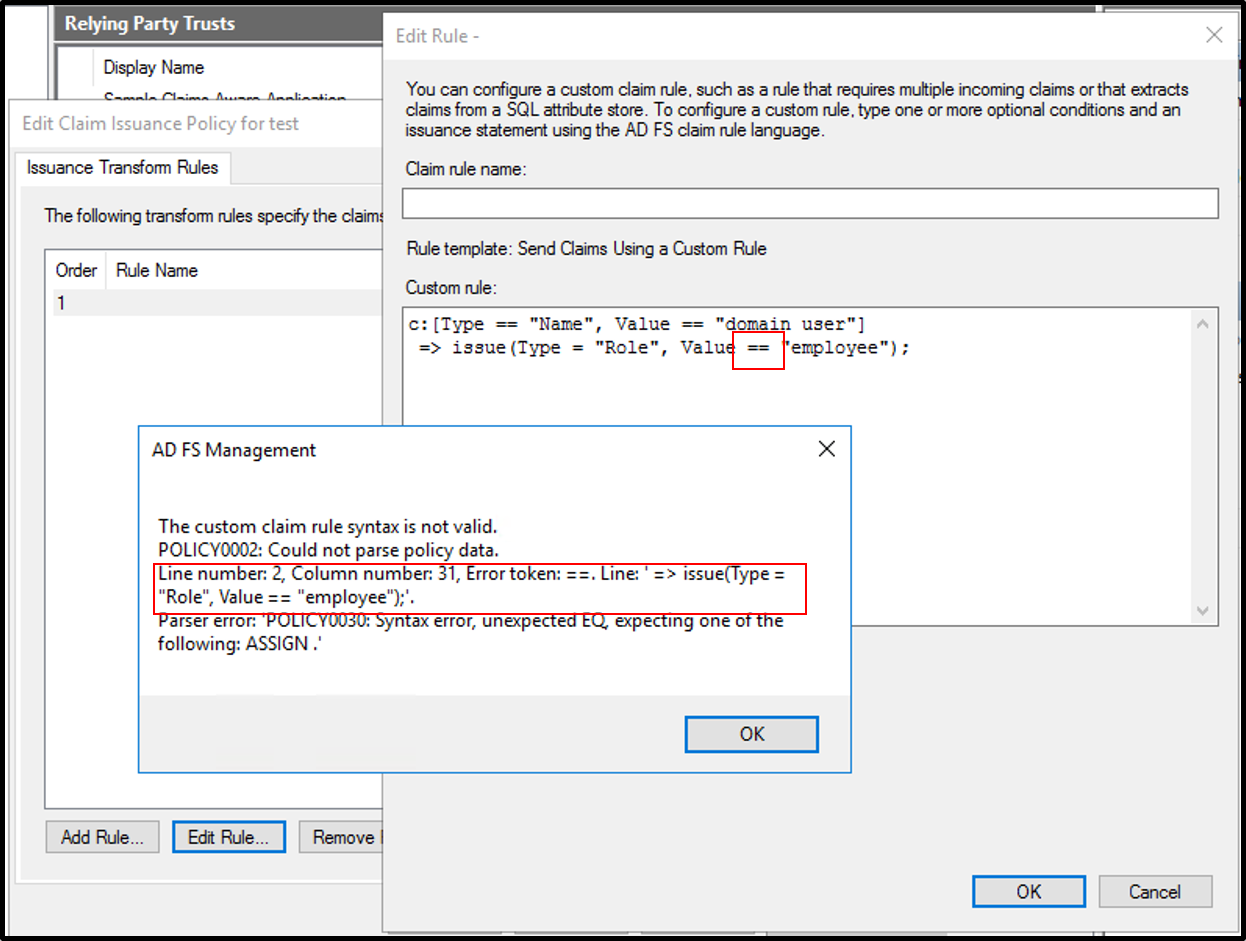 Relying Party Trusts
Display Name
Sample Claims Aware Application
Edit Claim Issuance Policy for test
Issuance Transform Rules
The following transform rules specify the claims
Order Rule Name
1
Add Rule... Edit Rule... Remove
Edit Rule -
You can configure a custom claim rule, such as a rule that requires multiple incoming claims or that extracts
claims from a SQL attribute store. To configure a custom rule, type one or more optional conditions and an
issuance statement using the AD FS claim rule language.
Claim rule name:
Rule template: Send Claims Using a Custom Rule
Custom rule:
c:[Type == "Name", Value == "domain user"]
=> issue(Type = "Role", Value == "employee");
AD FS Management
The custom claim rule syntax is not valid.
POLICY0002: Could not parse policy data.
Line number: 2, Column number: 31, Error token: ==. Line: ' => issue(Type =
"Role", Value == "employee");'.
Parser error: 'POLICY0030: Syntax error, unexpected EQ, expecting one of the
following: ASSIGN .'
OK
OK Cancel